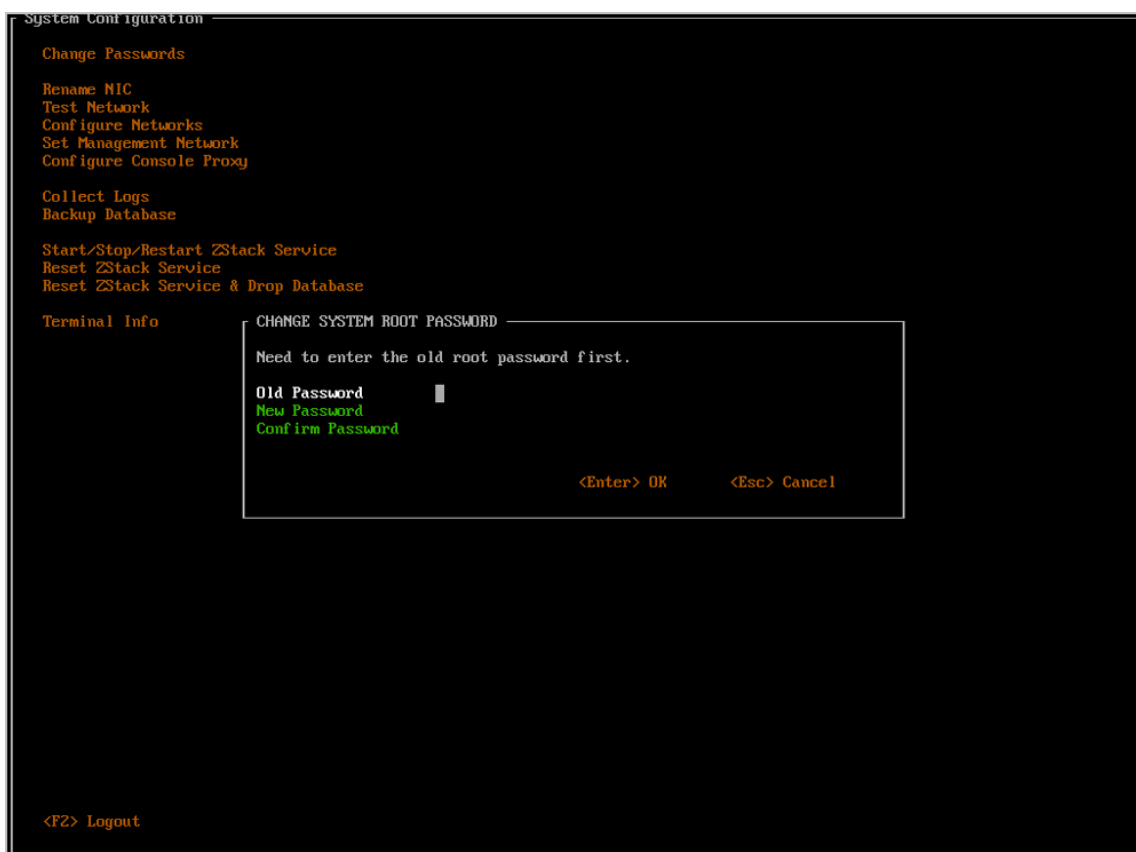 System Configuration
Change Passwords
Rename NIC
Test Network
Configure Networks
Set Management Network
Configure Console Proxy
Collect Logs
Backup Database
Start/Stop/Restart ZStack Service
Reset ZStack Service
Reset ZStack Service & Drop Database
Terminal Info
CHANGE SYSTEM ROOT PASSWORD
Need to enter the old root password first.
Old Password
New Password
Confirm Password
<Enter> OK <Esc> Cancel
<F2> Logout